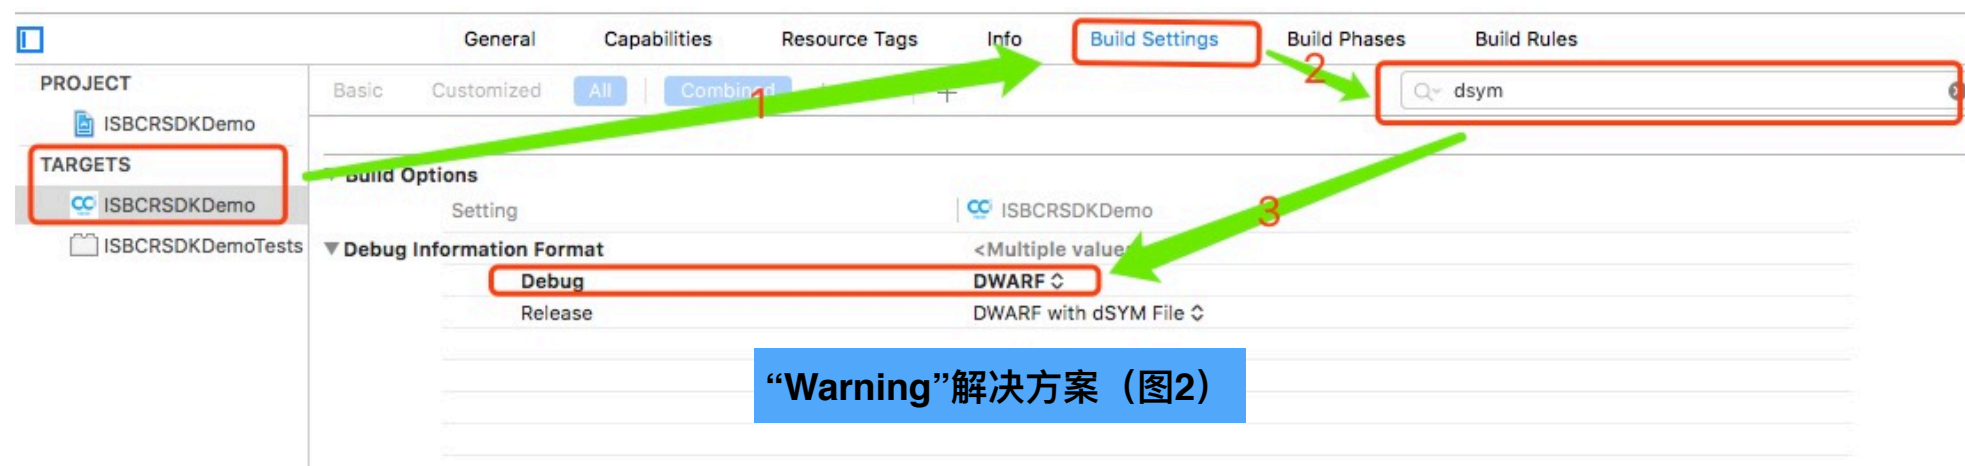 General Capabilities Resource Tags Info Build Settings Build Phases Build Rules
2
PROJECT
Basic Customized All Combined +
1
dsym
ISBCRSDKDemo
TARGETS
Build Options
ISBCRSDKDemo
Setting ISBCRSDKDemo
3
ISBCRSDKDemoTests
Debug Information Format <Multiple values
Debug DWARF
Release DWARF with dSYM File
“Warning”解决方案（图2）